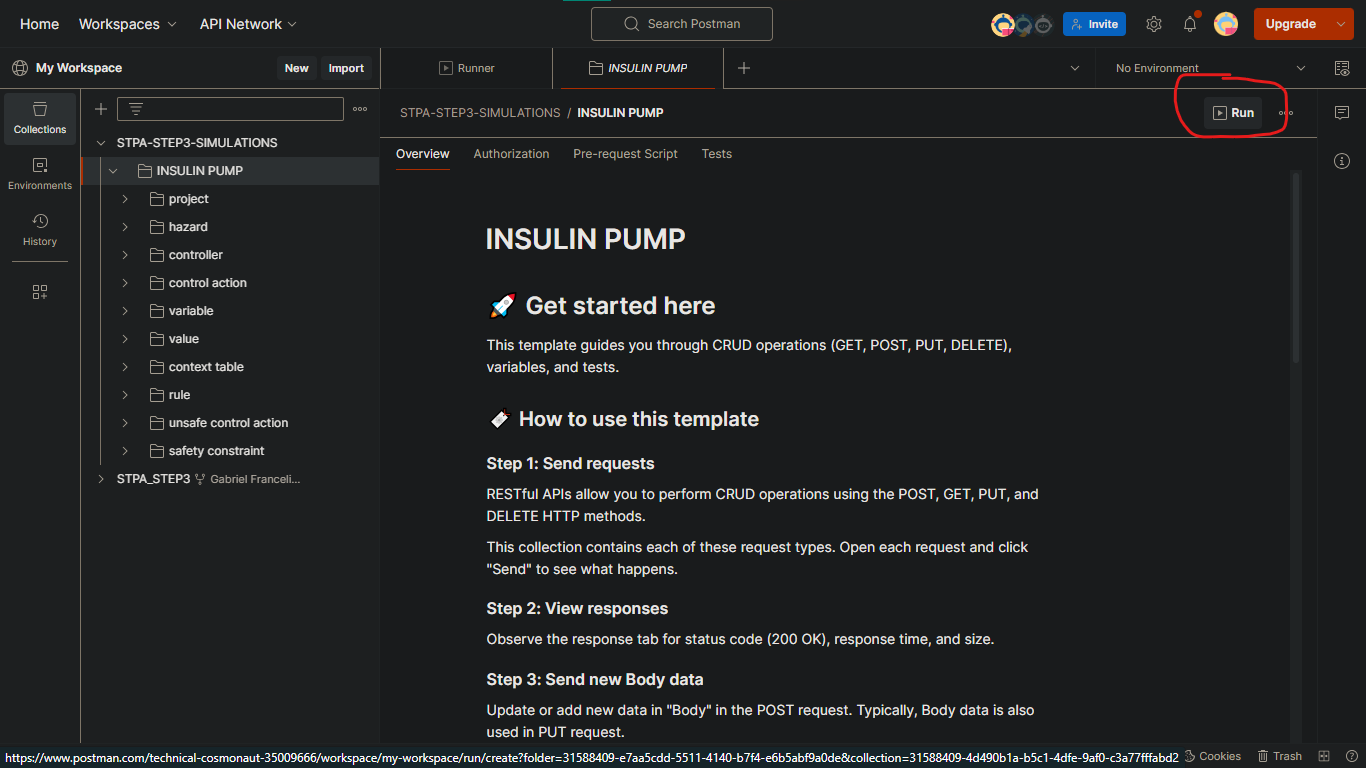 Home
Workspaces
API Network
Search Postman
Invite
Upgrade
My Workspace
New
Import
Runner
INSULIN PUMP
No Environment
Collections
Environments
History
STPA-STEP3-SIMULATIONS
INSULIN PUMP
project
hazard
controller
control action
variable
value
context table
rule
unsafe control action
safety constraint
STPA_STEP3 Gabriel Franceli...
STPA-STEP3-SIMULATIONS / INSULIN PUMP
Run
Overview
Authorization
Pre-request Script
Tests
INSULIN PUMP
🚀 Get started here
This template guides you through CRUD operations (GET, POST, PUT, DELETE),
variables, and tests.
🔖 How to use this template
Step 1: Send requests
RESTful APIs allow you to perform CRUD operations using the POST, GET, PUT, and
DELETE HTTP methods.
This collection contains each of these request types. Open each request and click
"Send" to see what happens.
Step 2: View responses
Observe the response tab for status code (200 OK), response time, and size.
Step 3: Send new Body data
Update or add new data in "Body" in the POST request. Typically, Body data is also
used in PUT request.
https://www.postman.com/technical-cosmonaut-35009666/workspace/my-workspace/run/create?folder=31588409-e7aa5cdd-5511-4140-b7f4-e6b5abf9a0de&collection=31588409-4d490b1a-b5c1-4dfe-9af0-c3a77fffabd2
Cookies
Trash